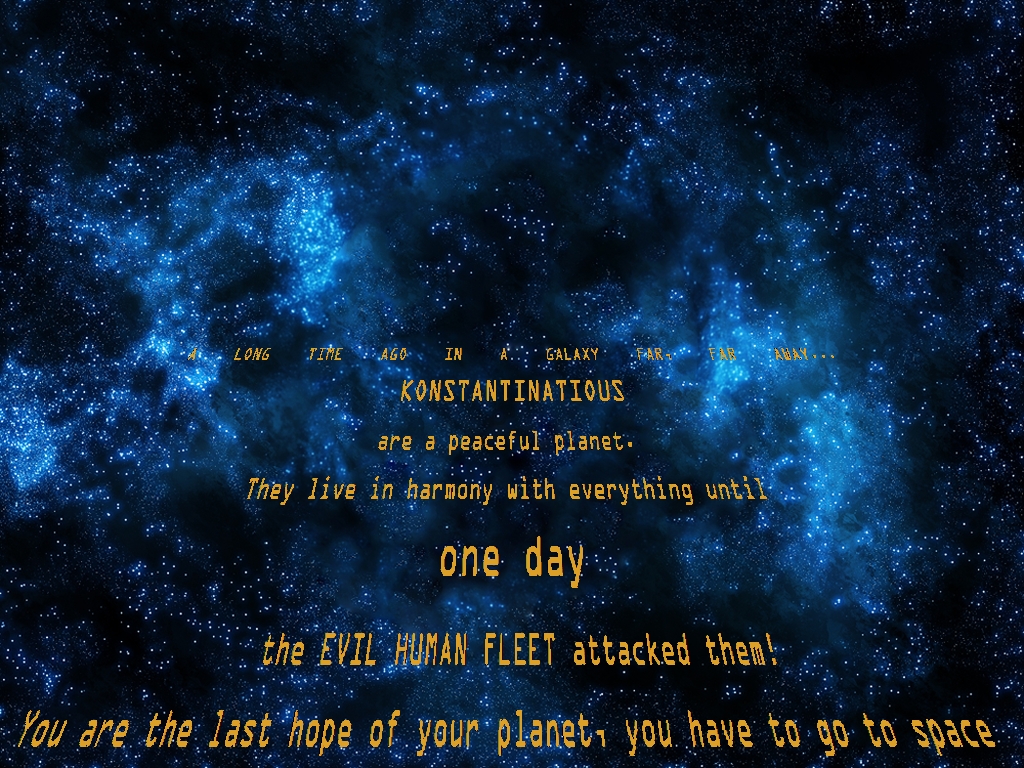 A LONG TIME AGO IN A GALAXY FAR, FAR AWAY...
KONSTANTINATIOUS
are a peaceful planet.
They live in harmony with everything until
one day
the EVIL HUMAN FLEET attacked them!
You are the last hope of your planet, you have to go to space